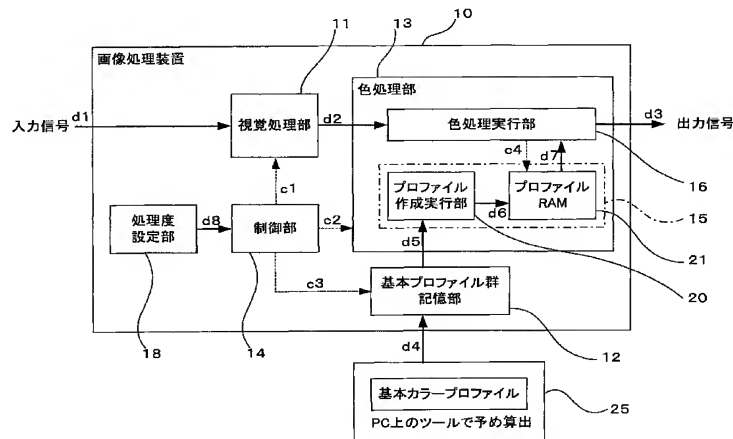 10
11
13
画像処理装置
色処理部
d1
d2
d3
入力信号
視覚処理部
色処理実行部
出力信号
c4
d7
16
c1
プロファイル
作成実行部
d6
プロファイル
RAM
15
処理度
設定部
d8
制御部
c2
21
d5
20
c3
基本プロファイル群
記憶部
18
14
12
d4
基本カラープロファイル
25
PC上のツールで予め算出